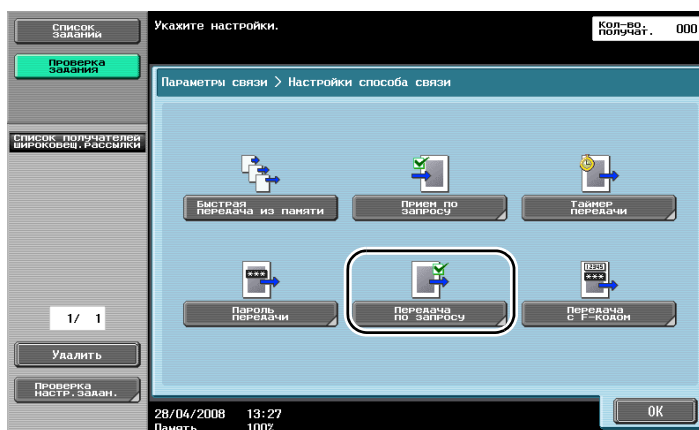 Список
заданий
Проверка
задания
Список получателей
широковещ.рассылки
1/ 1
Удалить
Проверка
настр.задан.
Укажите настройки.
Кол-во.
получат. 000
Параметры связи > Настройки способа связи
Быстрая
передача из памяти
Прием по
запросу
Таймер
передачи
Пароль
передачи
Передача
по запросу
12345
Передача
с F-кодом
28/04/2008 13:27
Память 100%
OK